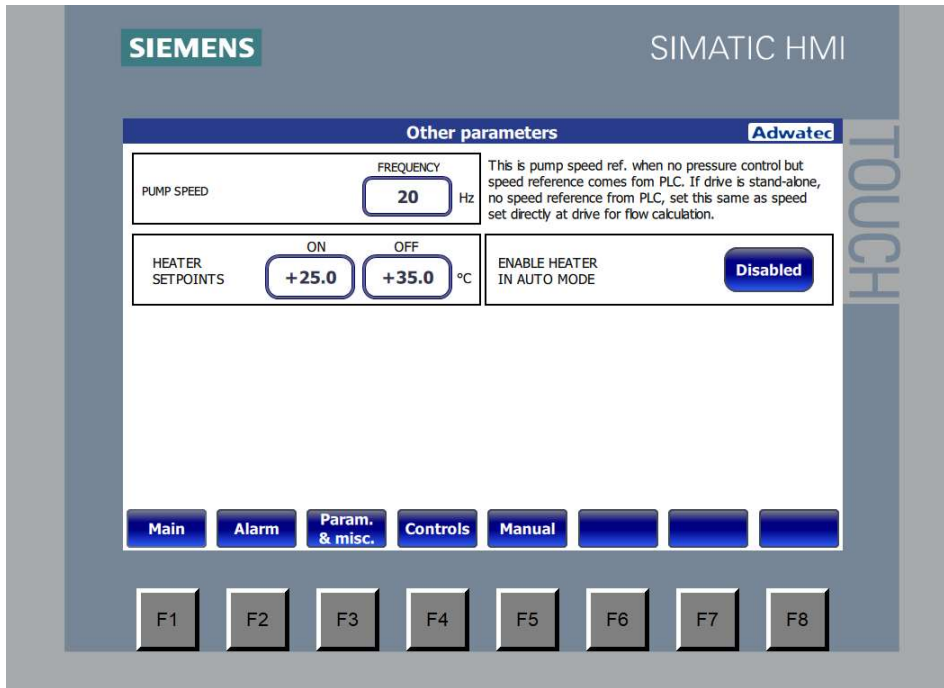 SIEMENS
SIMATIC HMI
TOUCH
Other parameters
Adwatec
PUMP SPEED
FREQUENCY
20 Hz
This is pump speed ref. when no pressure control but
speed reference comes fom PLC. If drive is stand-alone,
no speed reference from PLC, set this same as speed
set directly at drive for flow calculation.
HEATER
SETPOINTS
ON
OFF
+25.0
+35.0 °C
ENABLE HEATER
IN AUTO MODE
Disabled
Main
Alarm
Param.
& misc.
Controls
Manual
F1
F2
F3
F4
F5
F6
F7
F8